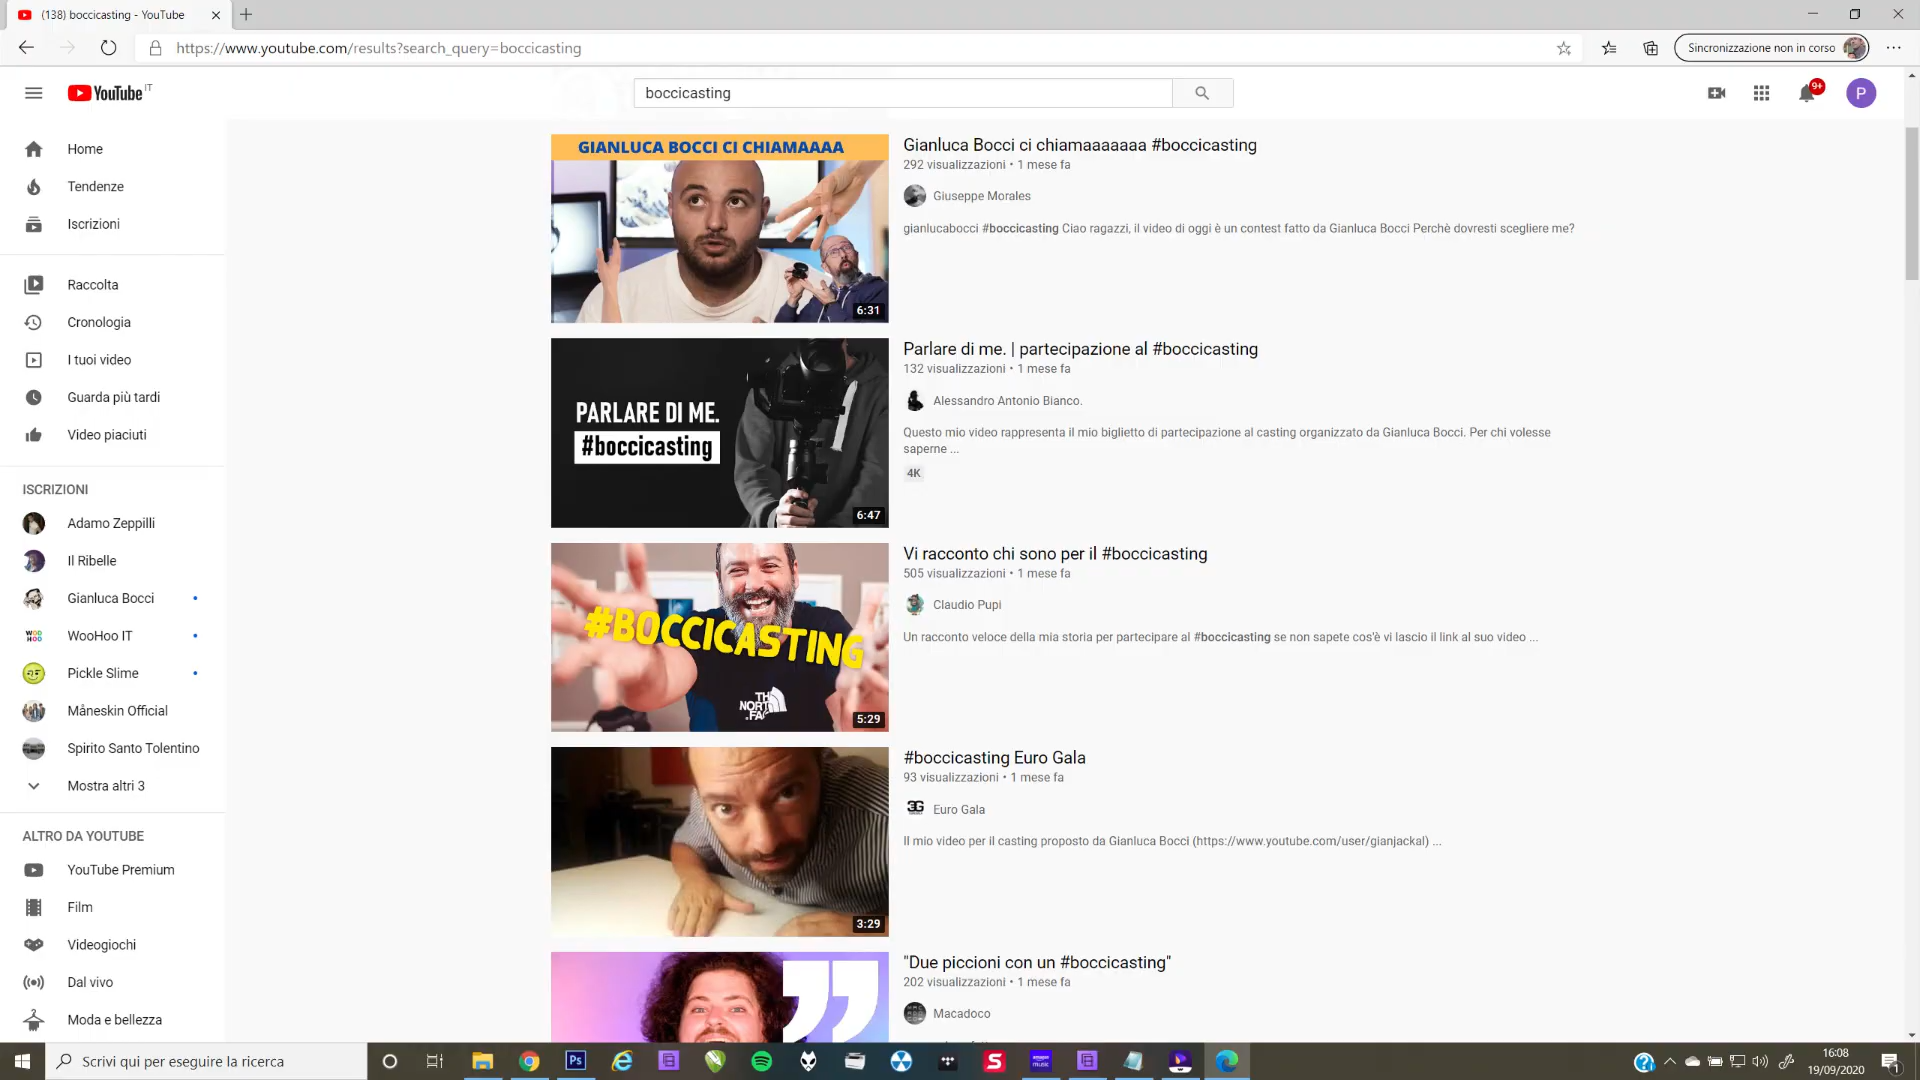 (138) boccicasting - YouTube
https://www.youtube.com/results?search_query=boccicasting
Sincronizzazione non in corso
YouTube IT
boccicasting
9+
P
Home
Tendenze
Iscrizioni
Raccolta
Cronologia
I tuoi video
Guarda più tardi
Video piaciuti
ISCRIZIONI
Adamo Zeppilli
Il Ribelle
Gianluca Bocci
WooHoo IT
Pickle Slime
Måneskin Official
Spirito Santo Tolentino
Mostra altri 3
ALTRO DA YOUTUBE
YouTube Premium
Film
Videogiochi
Dal vivo
Moda e bellezza
GIANLUCA BOCCI CI CHIAMAAAA
6:31
Gianluca Bocci ci chiamaaaaaaa #boccicasting
292 visualizzazioni • 1 mese fa
Giuseppe Morales
gianlucabocci #boccicasting Ciao ragazzi, il video di oggi è un contest fatto da Gianluca Bocci Perchè dovresti scegliere me?
PARLARE DI ME.
#boccicasting
6:47
Parlare di me. | partecipazione al #boccicasting
132 visualizzazioni • 1 mese fa
Alessandro Antonio Bianco.
Questo mio video rappresenta il mio biglietto di partecipazione al casting organizzato da Gianluca Bocci. Per chi volesse
saperne ...
4K
#BOCCICASTING
THE
NORTH
FACE
5:29
Vi racconto chi sono per il #boccicasting
505 visualizzazioni • 1 mese fa
Claudio Pupi
Un racconto veloce della mia storia per partecipare al #boccicasting se non sapete cos'è vi lascio il link al suo video ...
3:29
#boccicasting Euro Gala
93 visualizzazioni • 1 mese fa
Euro Gala
Il mio video per il casting proposto da Gianluca Bocci (https://www.youtube.com/user/gianjackal) ...
"Due piccioni con un #boccicasting"
202 visualizzazioni • 1 mese fa
Macadoco
Scrivi qui per eseguire la ricerca
16:08
19/09/2020